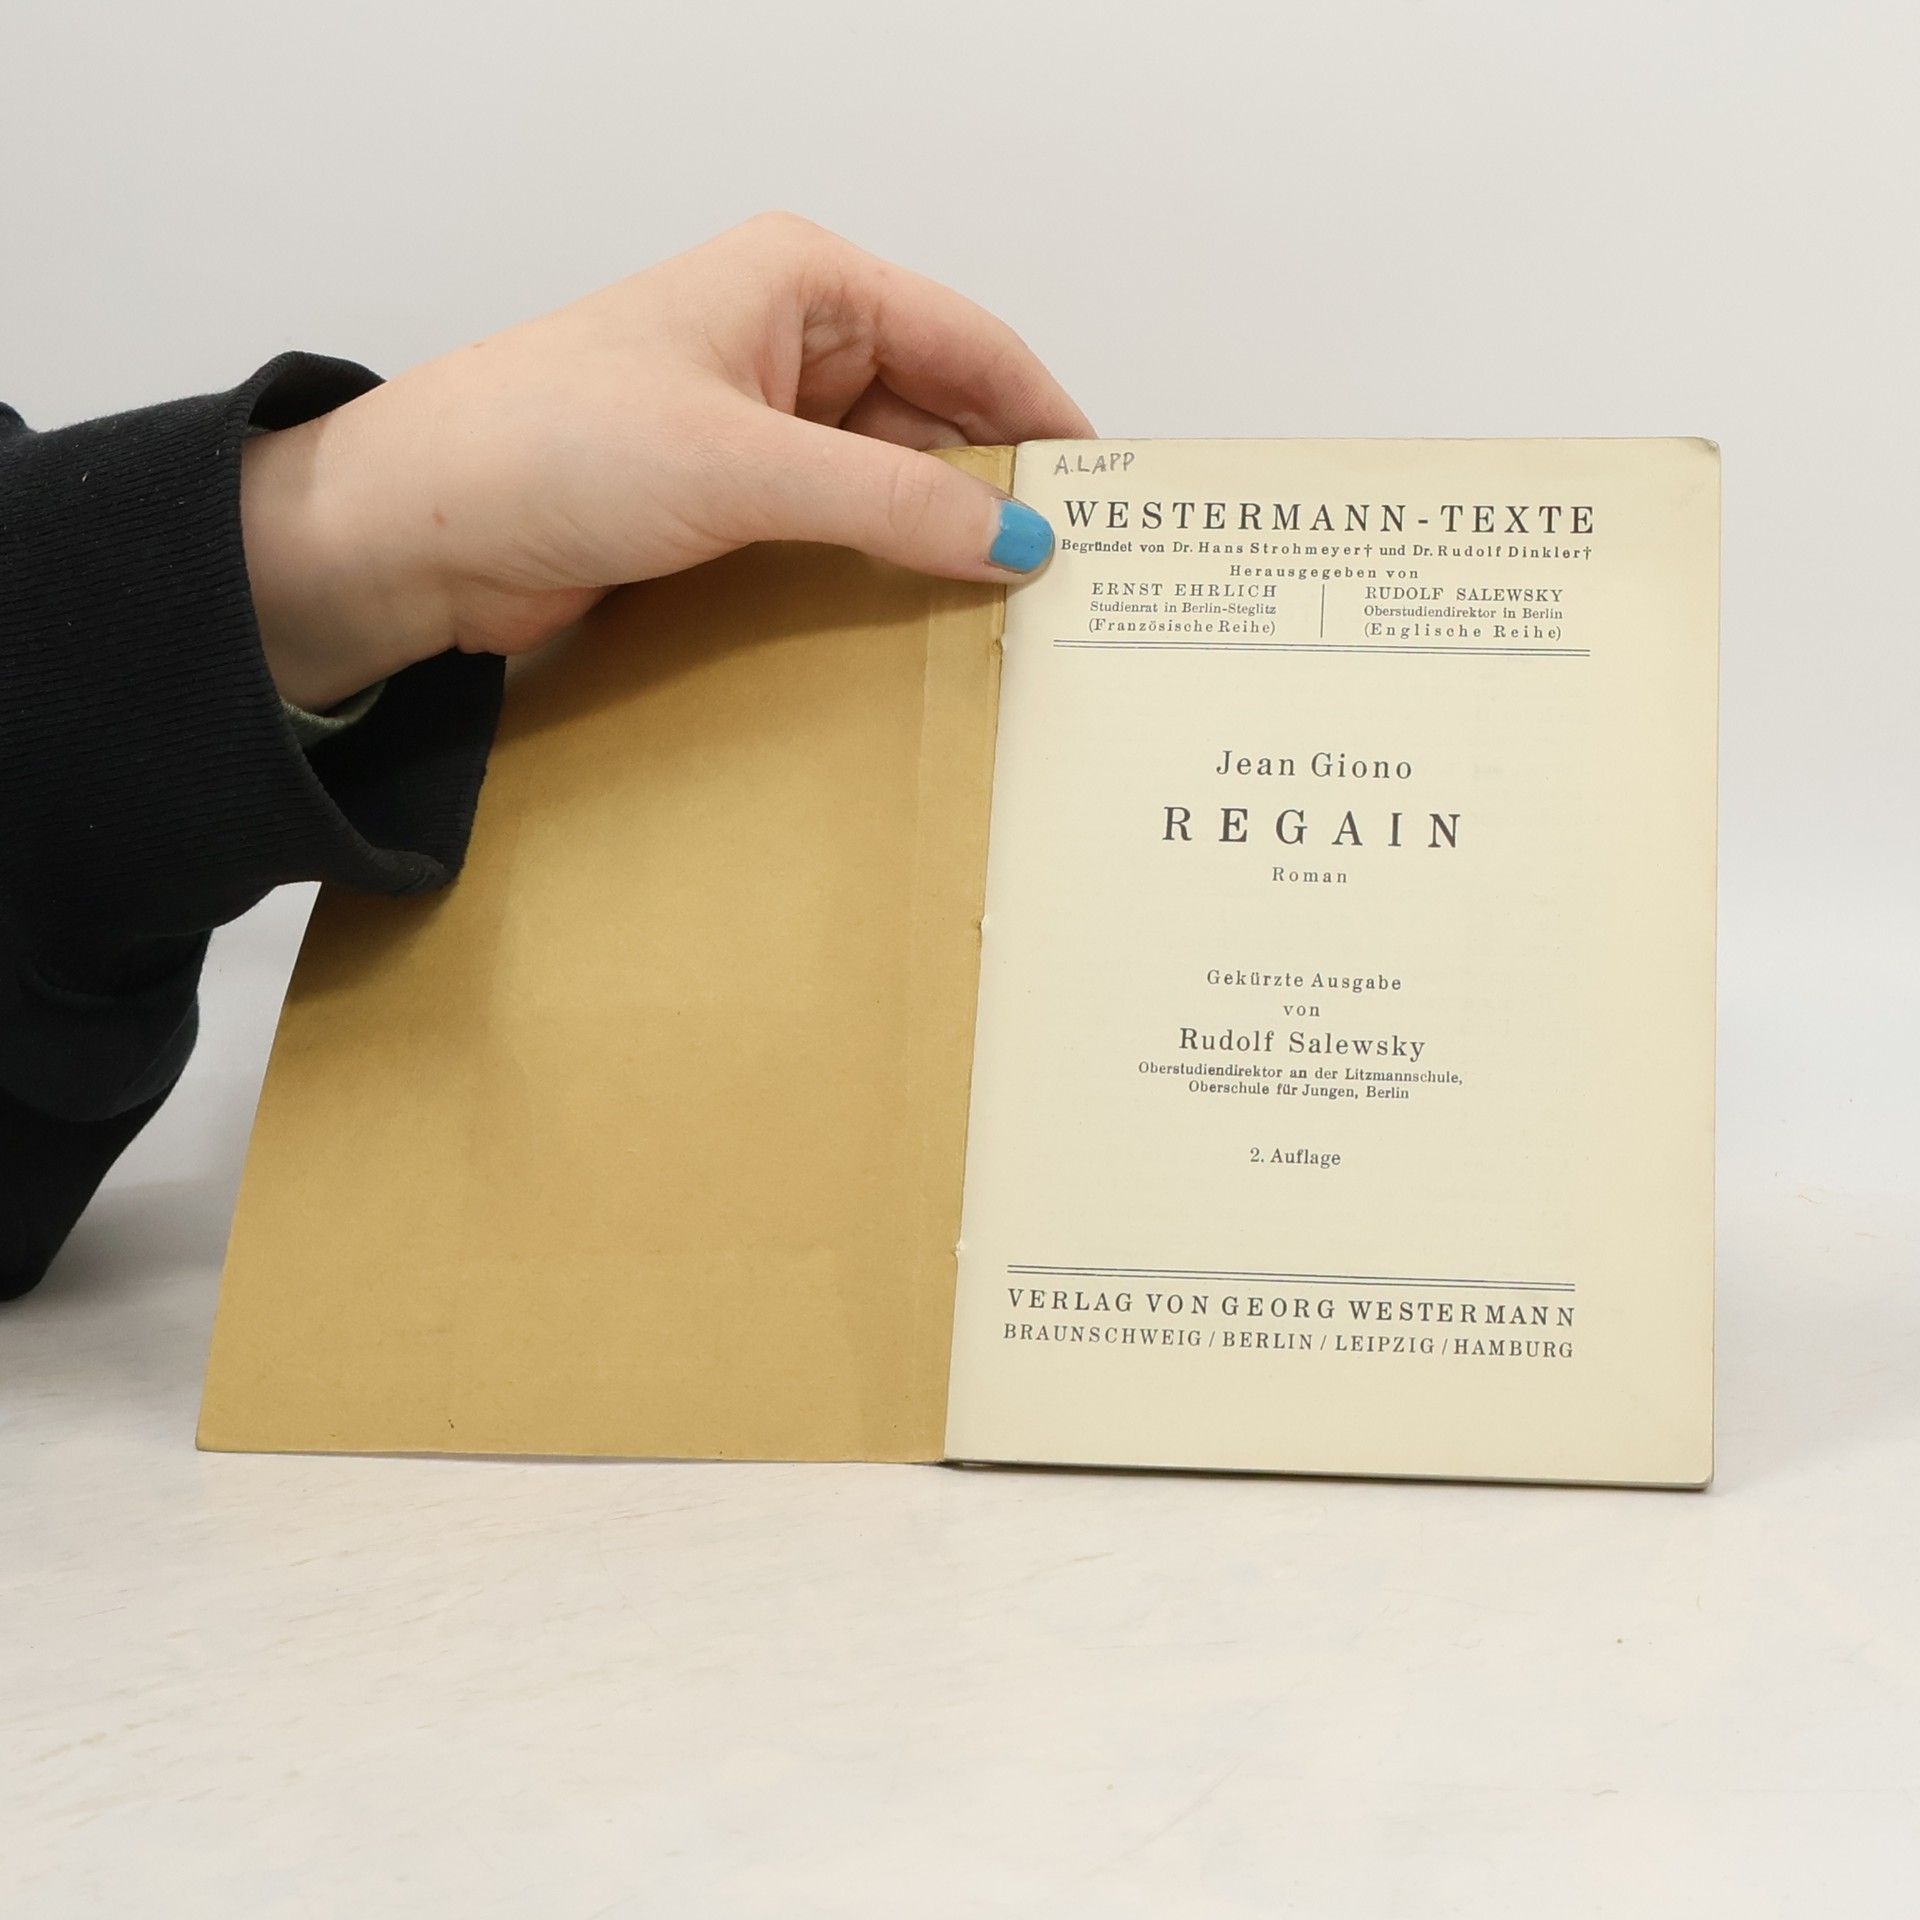 A.LAPP
WESTERMANN-TEXTE
Begründet von Dr. Hans Strohmeyer† und Dr. Rudolf Dinkler†
Herausgegeben von
ERNST EHRLICH
Studienrat in Berlin-Steglitz
(Französische Reihe)
RUDOLF SALEWSKY
Oberstudiendirektor in Berlin
(Englische Reihe)
Jean Giono
REGAIN
Roman
Gekürzte Ausgabe
von
Rudolf Salewsky
Oberstudiendirektor an der Litzmannschule,
Oberschule für Jungen, Berlin
2. Auflage
VERLAG VON GEORG WESTERMANN
BRAUNSCHWEIG / BERLIN / LEIPZIG / HAMBURG